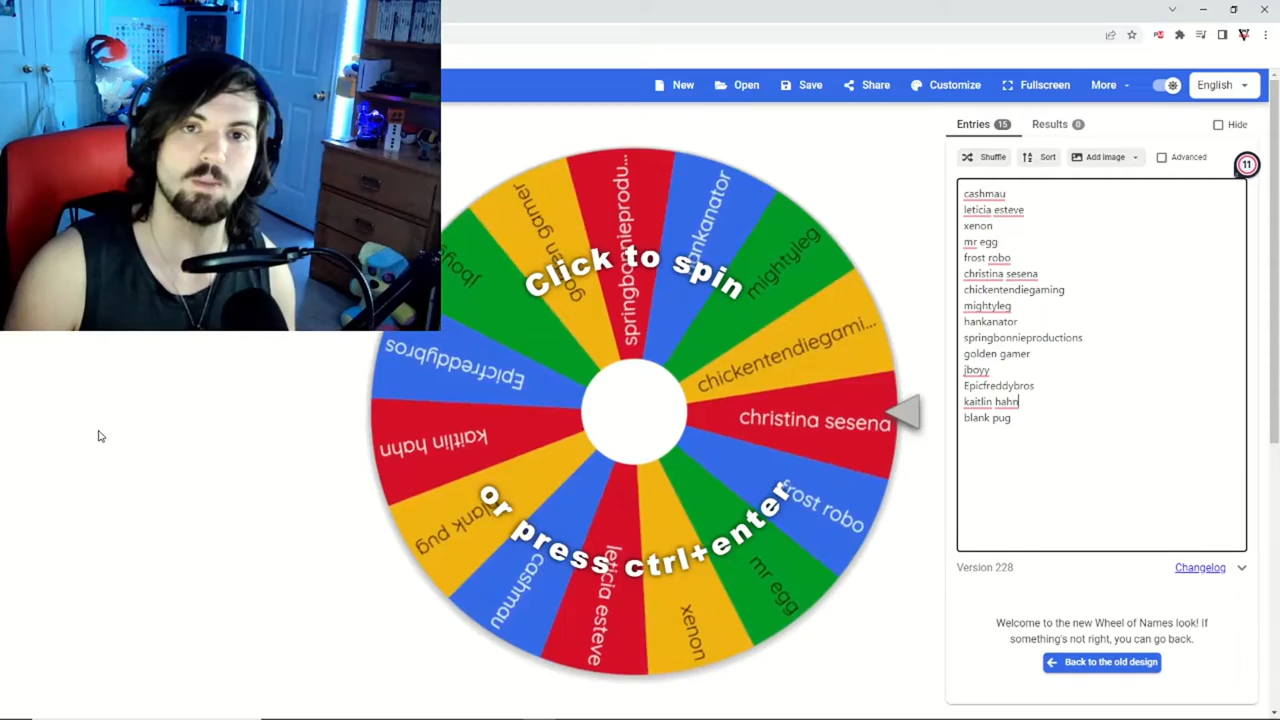 New Open Save Share Customize Fullscreen More English
Entries 15 Results 0 Hide
Shuffle Sort Add image Advanced
11
cashmau
leticia esteve
xenon
mr egg
frost robo
christina sesena
chickentendiegaming
mightyleg
hankanator
springbonnieproductions
golden gamer
jboyy
Epicfreddybros
kaitlin hahn
blank pug
Version 228 Changelog
Welcome to the new Wheel of Names look! If
something's not right, you can go back.
Back to the old design
Click to spin
or press ctrl+enter
springbonnieprodu...
hankanator
mightyleg
chickentendiegami...
christina sesena
frost robo
mr egg
xenon
leticia esteve
cashmau
blank pug
kaitlin hahn
Epicfreddybros
jboyy
golden gamer